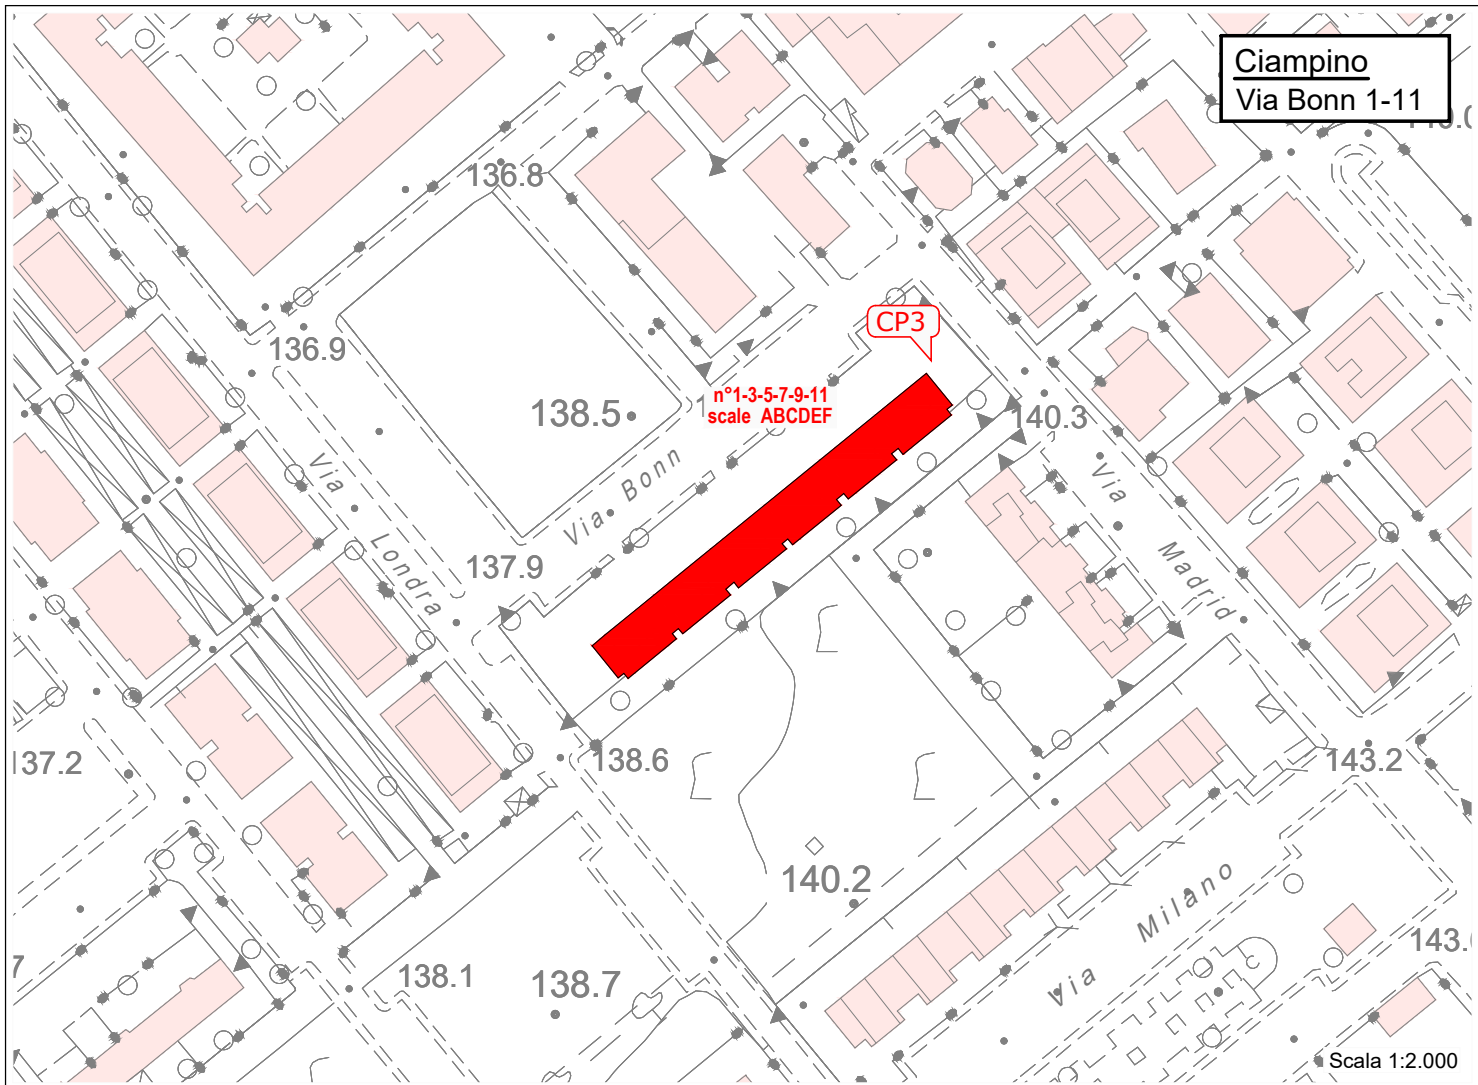 Ciampino
Via Bonn 1-11
136.8
136.9
CP3
n°1-3-5-7-9-11
scale ABCDEF
138.5
140.3
Via Bonn
Via Londra
Via Madrid
137.9
138.6
137.2
143.2
140.2
Via Milano
138.1
138.7
143.
7
Scala 1:2.000